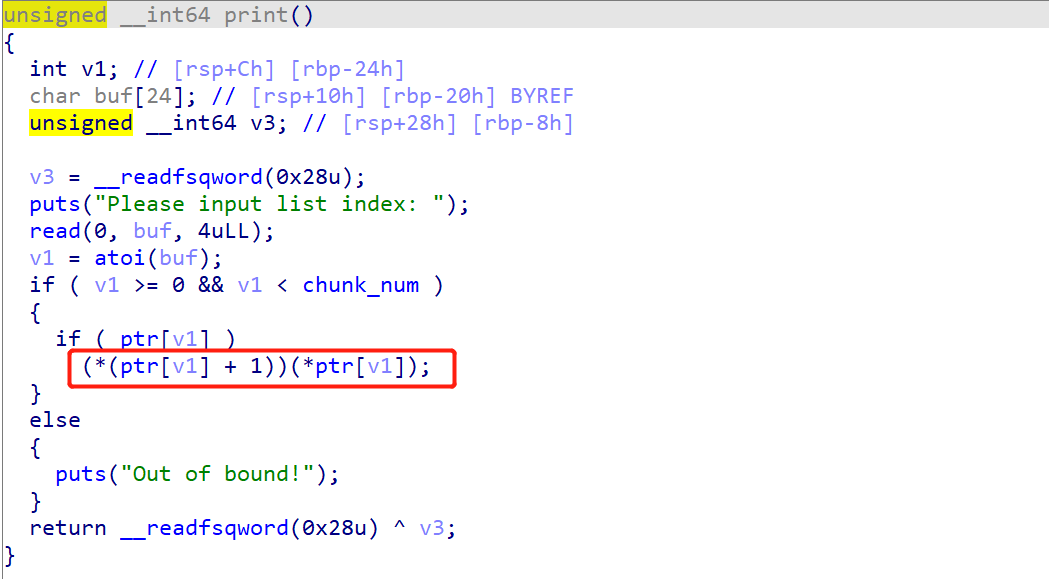 unsigned __int64 print()
{
  int v1; // [rsp+Ch] [rbp-24h]
  char buf[24]; // [rsp+10h] [rbp-20h] BYREF
  unsigned __int64 v3; // [rsp+28h] [rbp-8h]

  v3 = __readfsqword(0x28u);
  puts("Please input list index: ");
  read(0, buf, 4uLL);
  v1 = atoi(buf);
  if ( v1 >= 0 && v1 < chunk_num )
  {
    if ( ptr[v1] )
      (*(ptr[v1] + 1))(*ptr[v1]);
  }
  else
  {
    puts("Out of bound!");
  }
  return __readfsqword(0x28u) ^ v3;
}